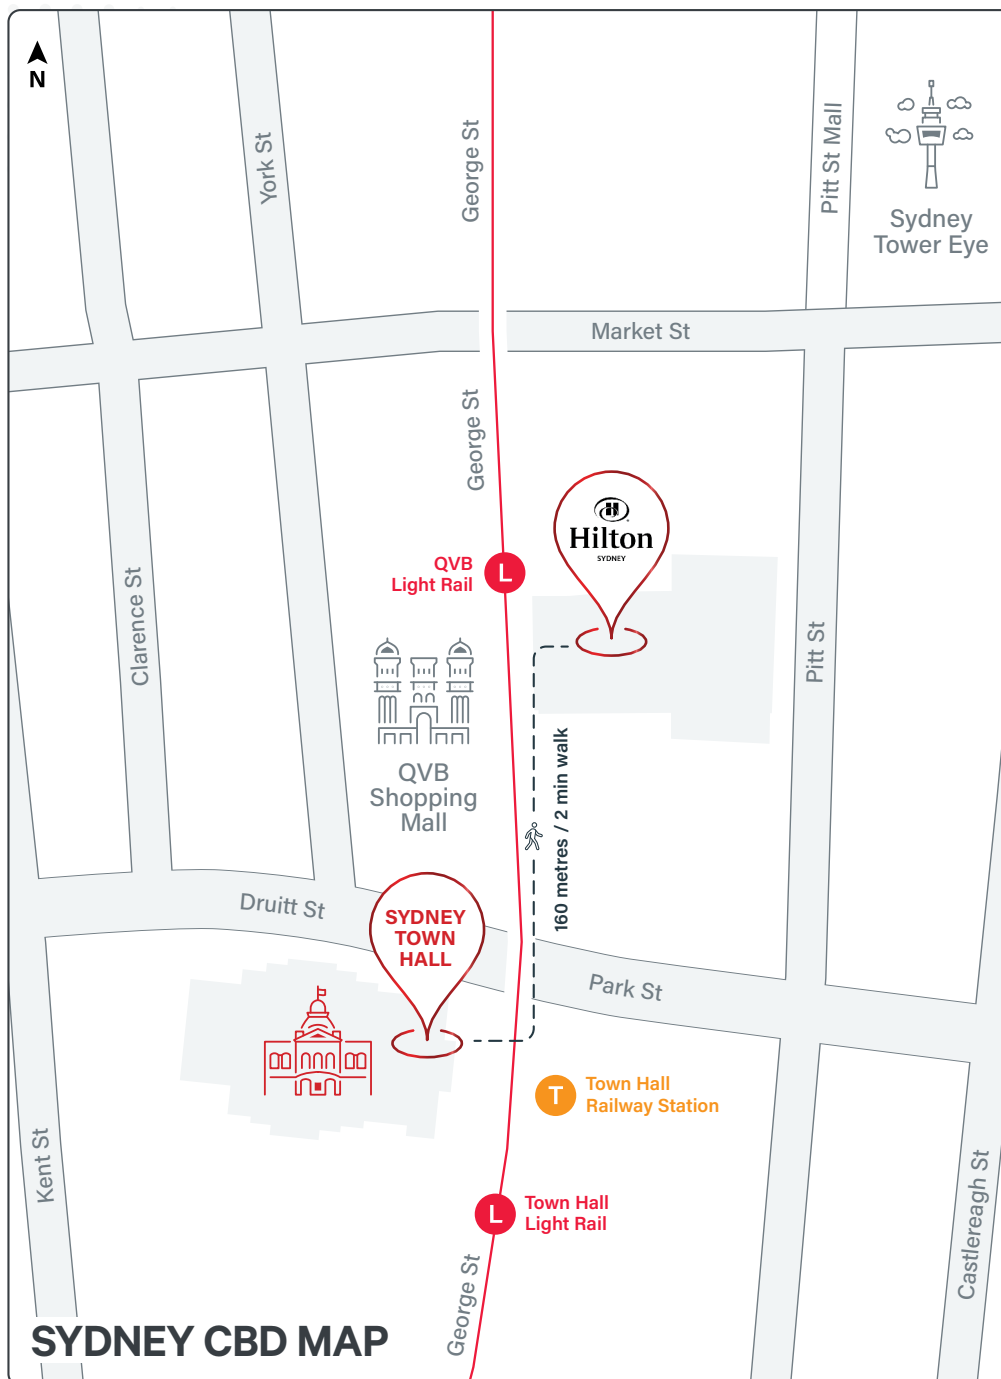 N
York St
George St
Pitt St Mall
Sydney
Tower Eye
Market St
George St
Hilton
SYDNEY
QVB
Light Rail
L
Clarence St
Pitt St
QVB
Shopping
Mall
160 metres / 2 min walk
Druitt St
SYDNEY
TOWN
HALL
Park St
T
Town Hall
Railway Station
Kent St
L
Town Hall
Light Rail
Castlereagh St
George St
SYDNEY CBD MAP